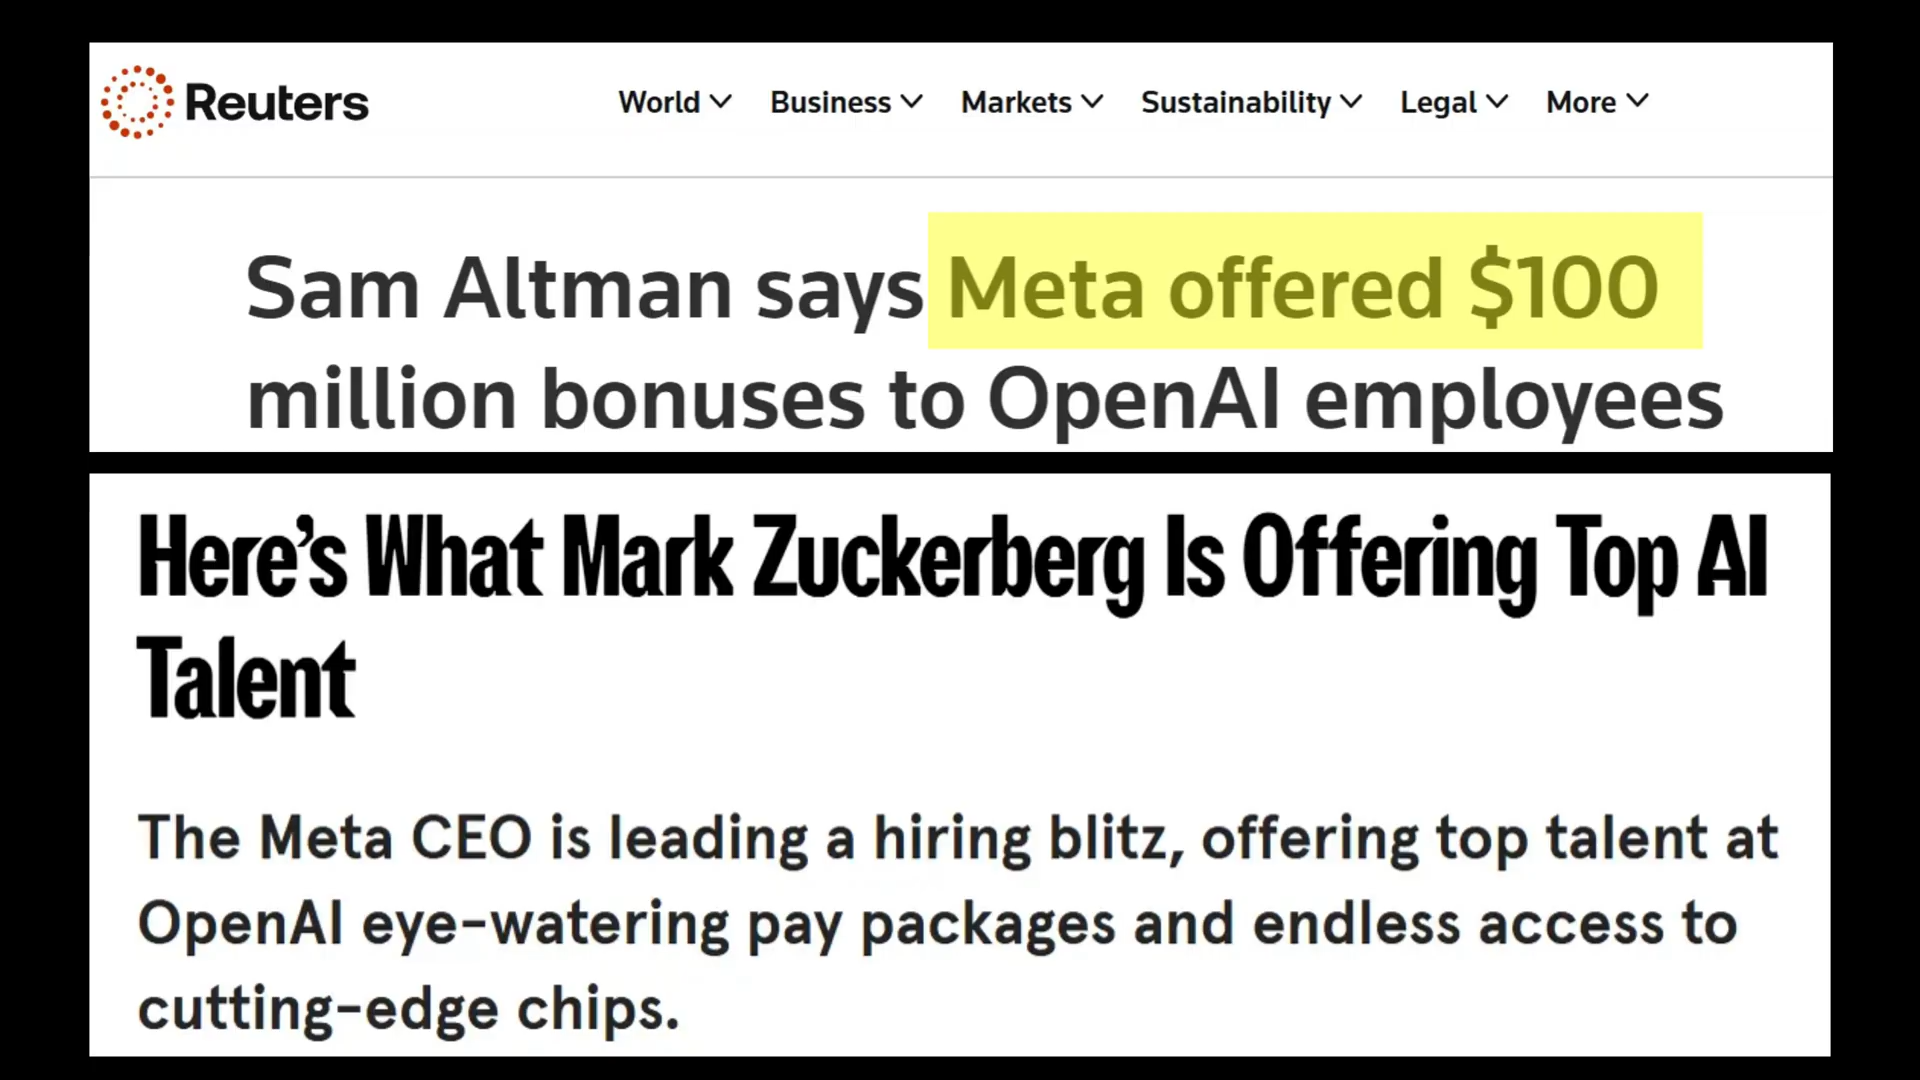 Reuters
World Business Markets Sustainability Legal More
Sam Altman says Meta offered $100
million bonuses to OpenAI employees
Here’s What Mark Zuckerberg Is Offering Top AI
Talent
The Meta CEO is leading a hiring blitz, offering top talent at
OpenAI eye-watering pay packages and endless access to
cutting-edge chips.